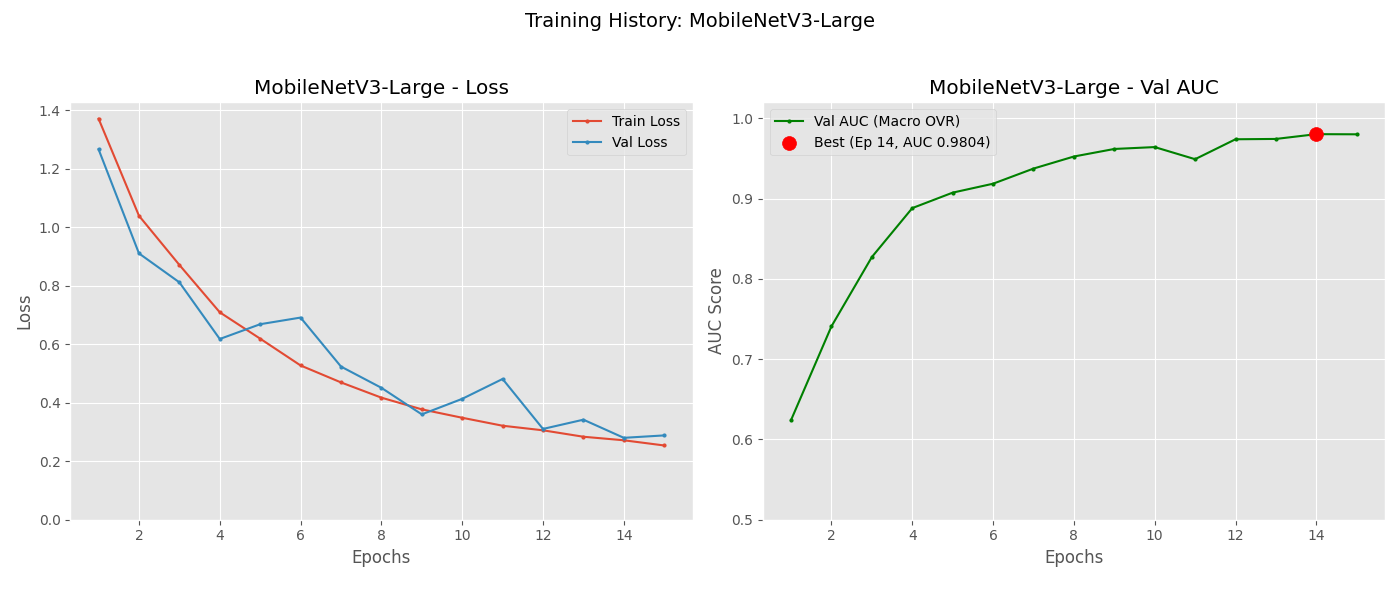 Training History: MobileNetV3-Large
MobileNetV3-Large - Loss
1.4
1.2
1.0
0.8
0.6
0.4
0.2
0.0
Loss
Train Loss
Val Loss
2 4 6 8 10 12 14
Epochs
MobileNetV3-Large - Val AUC
1.0
0.9
0.8
0.7
0.6
0.5
AUC Score
Val AUC (Macro OVR)
Best (Ep 14, AUC 0.9804)
2 4 6 8 10 12 14
Epochs